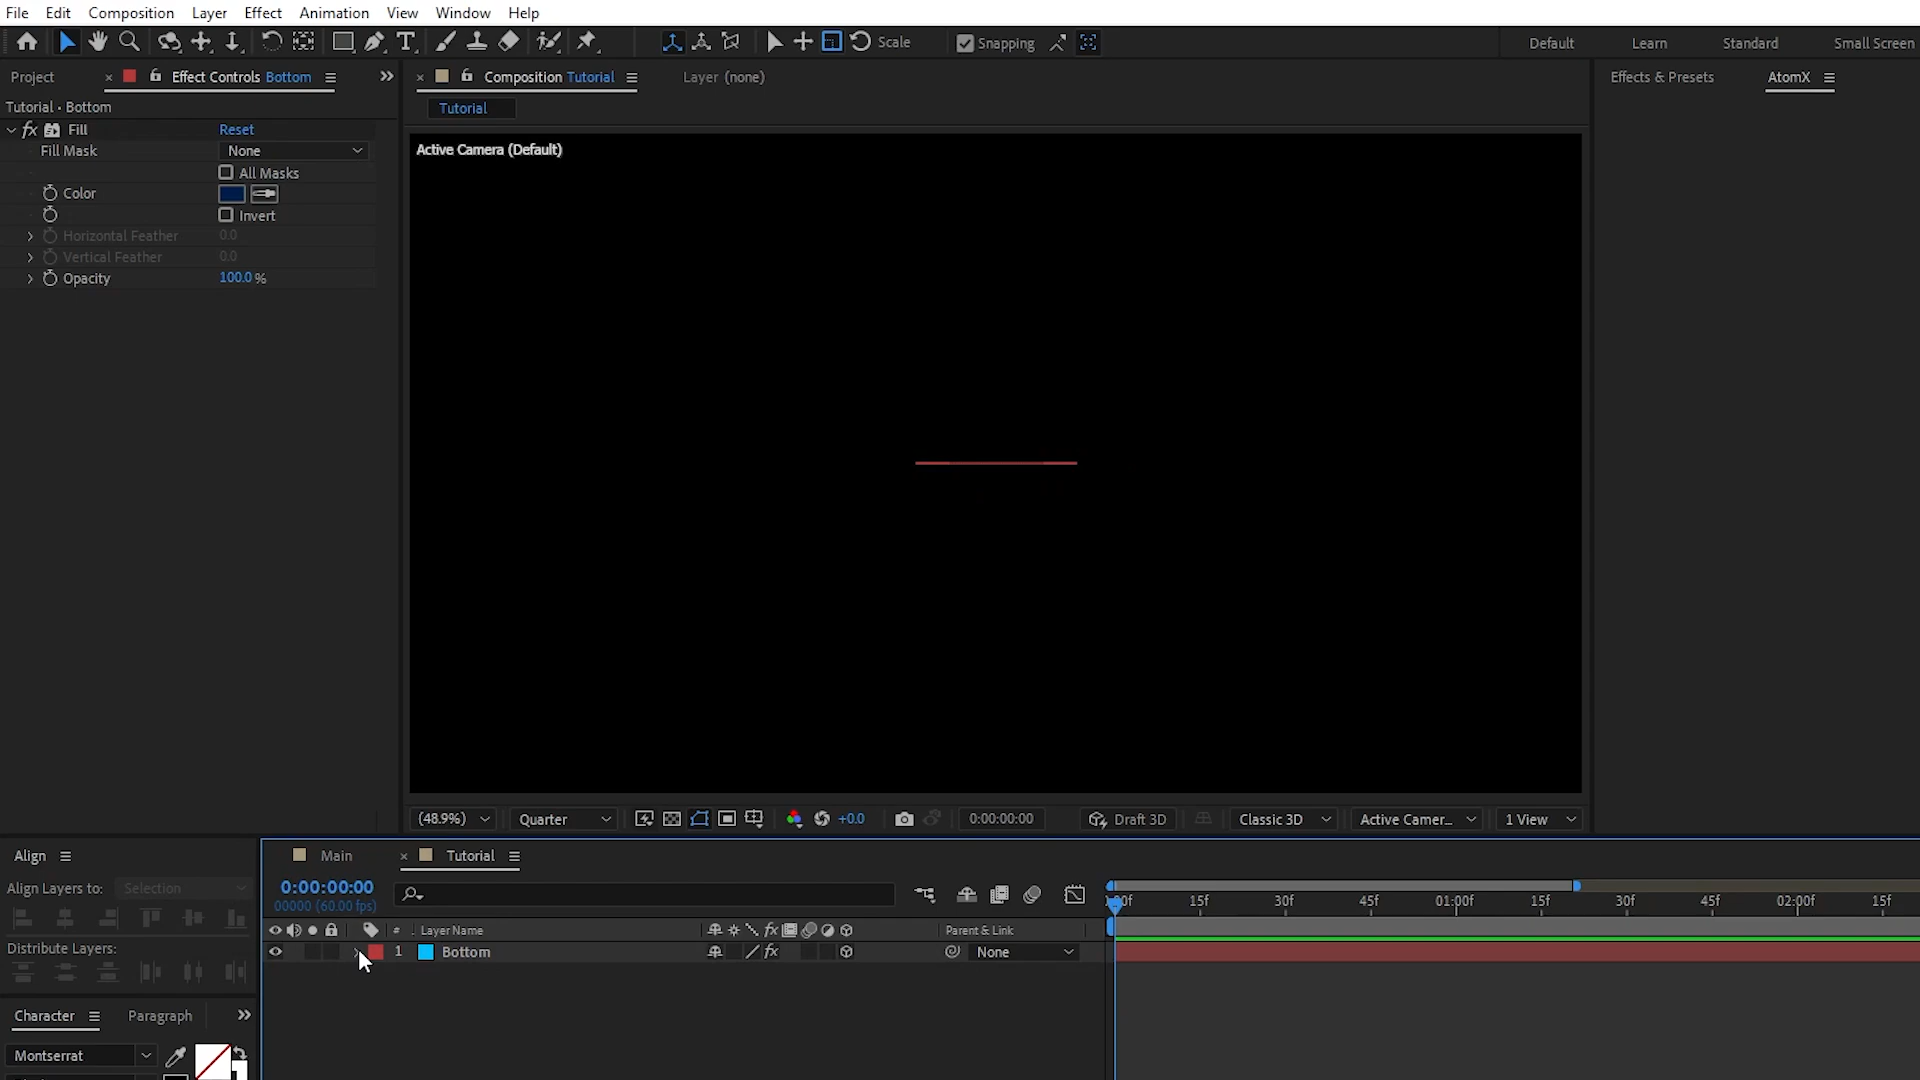 File Edit Composition Layer Effect Animation View Window Help
Scale Snapping Default Learn Standard Small Screen
Project Effect Controls Bottom Composition Tutorial Layer (none) Effects & Presets AtomX
Tutorial • Bottom Tutorial
fx Fill Reset
Active Camera (Default)
Fill Mask None
All Masks
Color
Invert
Horizontal Feather 0.0
Vertical Feather 0.0
Opacity 100.0 %
(48.9%) Quarter +0.0 0:00:00:00 Draft 3D Classic 3D Active Camer... 1 View
Align Main Tutorial
Align Layers to: Selection 0:00:00:00
00000 (60.00 fps)
15f 30f 45f 01:00f 15f 30f 45f 02:00f 15f
# Layer Name fx Parent & Link
Distribute Layers: 1 Bottom fx None
Character Paragraph
Montserrat